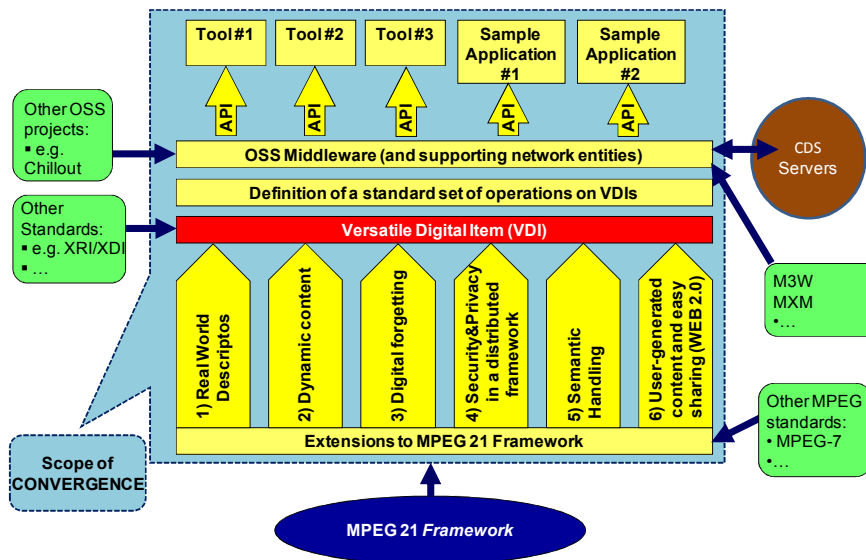 Tool #1
Tool #2
Tool #3
Sample
Application
#1
Sample
Application
#2
API
API
API
API
API
Other OSS
projects:
▪ e.g.
Chillout
OSS Middleware (and supporting network entities)
CDS
Servers
Definition of a standard set of operations on VDIs
Other
Standards:
▪ e.g. XRI/XDI
▪ …
Versatile Digital Item (VDI)
M3W
MXM
•…
1) Real World
Descriptos
2) Dynamic content
3) Digital forgetting
4) Security&Privacy
in a distributed
framework
5) Semantic
Handling
6) User-generated
content and easy
sharing (WEB 2.0)
Other MPEG
standards:
• MPEG-7
•…
Extensions to MPEG 21 Framework
Scope of
CONVERGENCE
MPEG 21 Framework